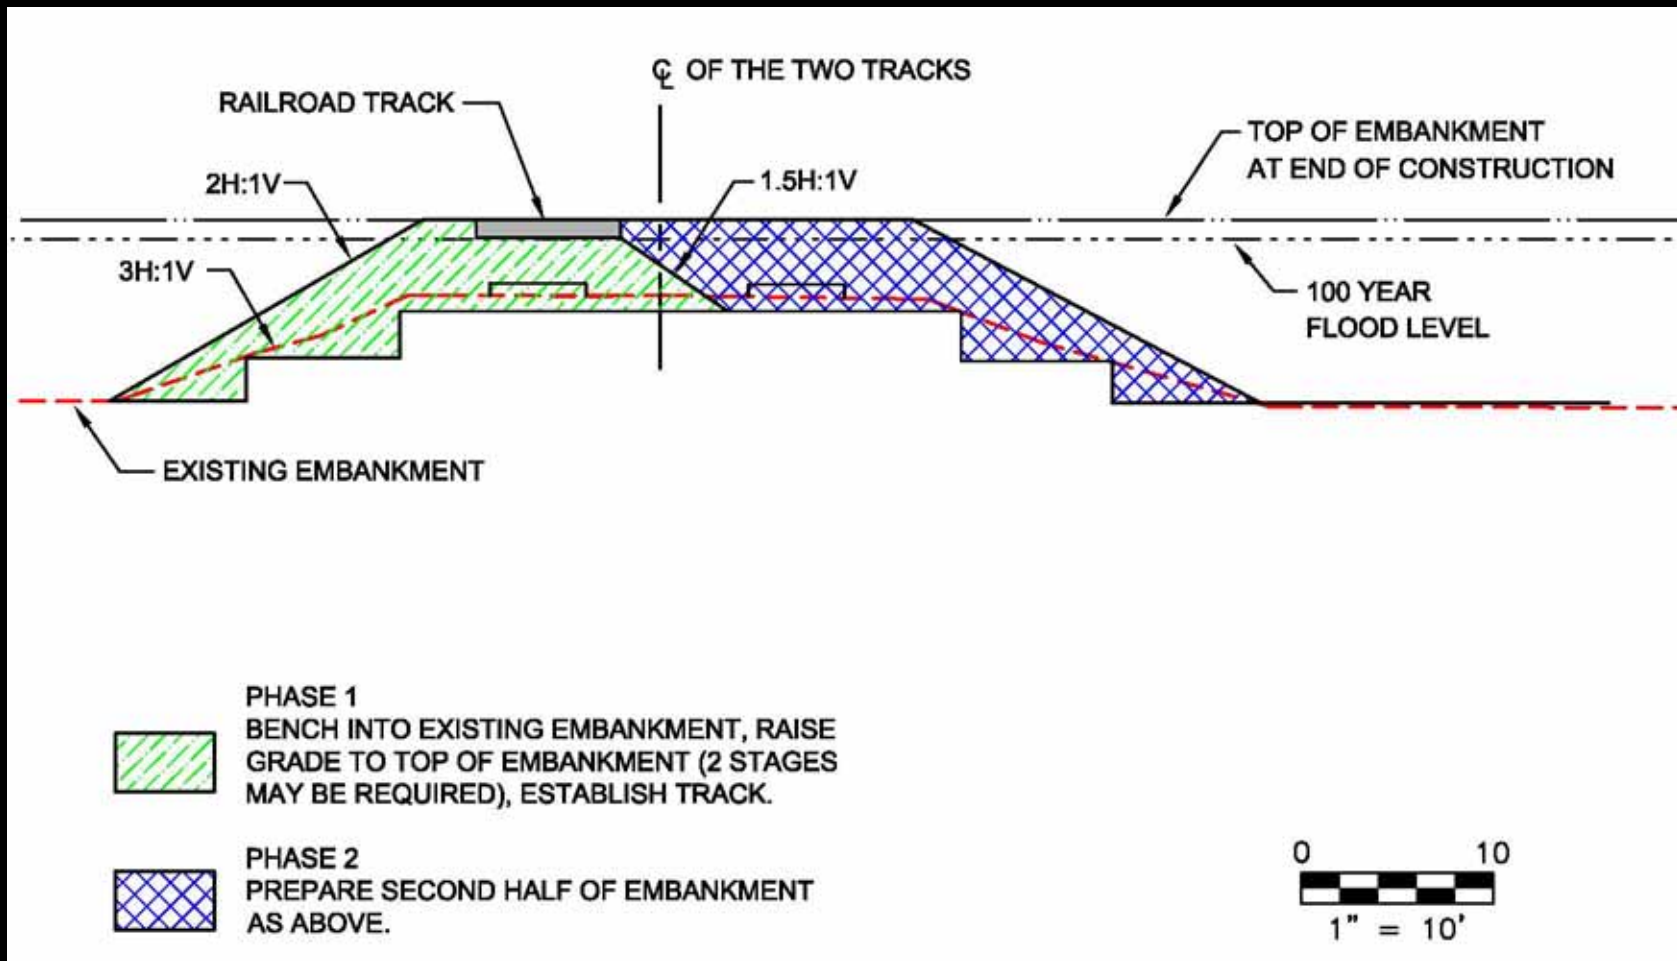 ℄ OF THE TWO TRACKS
RAILROAD TRACK
TOP OF EMBANKMENT
AT END OF CONSTRUCTION
2H:1V
1.5H:1V
3H:1V
100 YEAR
FLOOD LEVEL
EXISTING EMBANKMENT
PHASE 1
BENCH INTO EXISTING EMBANKMENT, RAISE
GRADE TO TOP OF EMBANKMENT (2 STAGES
MAY BE REQUIRED), ESTABLISH TRACK.
PHASE 2
PREPARE SECOND HALF OF EMBANKMENT
AS ABOVE.
0 10
1" = 10'